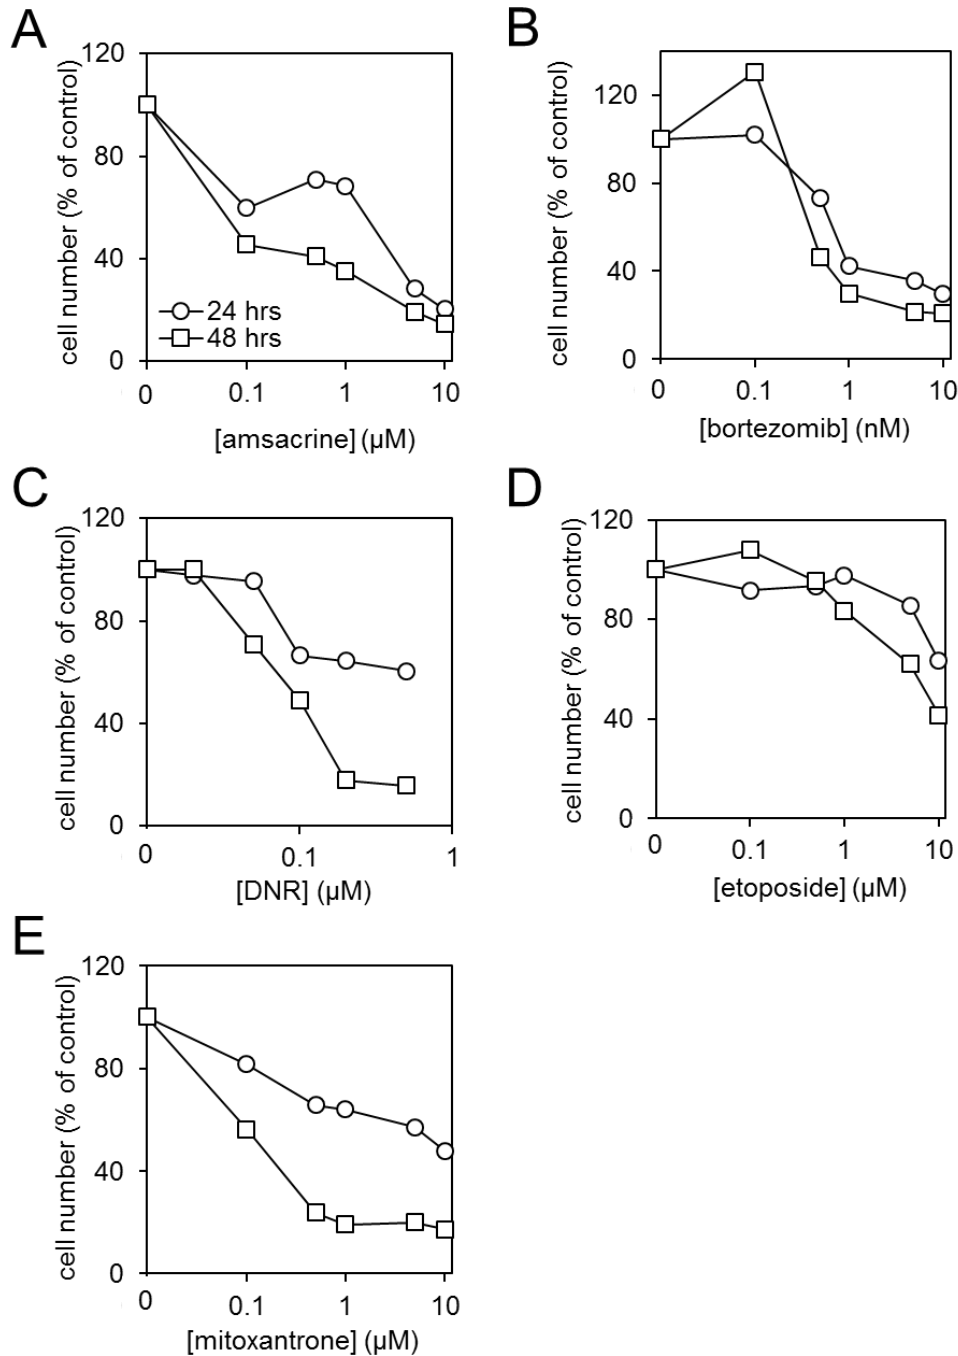 A
cell number (% of control)
120
80
40
0
24 hrs
48 hrs
0 0.1 1 10
[amsacrine] (µM)
B
cell number (% of control)
120
80
40
0
0 0.1 1 10
[bortezomib] (nM)
C
cell number (% of control)
120
80
40
0
0 0.1 1
[DNR] (µM)
D
cell number (% of control)
120
80
40
0
0 0.1 1 10
[etoposide] (µM)
E
cell number (% of control)
120
80
40
0
0 0.1 1 10
[mitoxantrone] (µM)